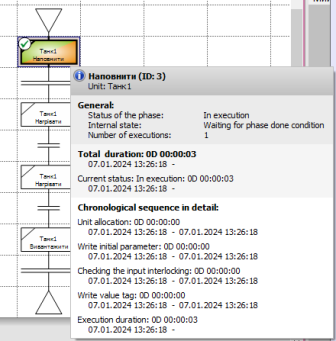 Mm
Танк1
Наповнити
Наповнити (ID: 3)
Unit: Танк1
General:
Status of the phase: In execution
Internal state: Waiting for phase done condition
Number of executions: 1
Total duration: 0D 00:00:03
07.01.2024 13:26:18 -
Current status: In execution: 0D 00:00:03
07.01.2024 13:26:18 -
Chronological sequence in detail:
Unit allocation: 0D 00:00:00
07.01.2024 13:26:18 - 07.01.2024 13:26:18
Write initial parameter: 0D 00:00:00
07.01.2024 13:26:18 - 07.01.2024 13:26:18
Checking the input interlocking: 0D 00:00:00
07.01.2024 13:26:18 - 07.01.2024 13:26:18
Write value tag: 0D 00:00:00
07.01.2024 13:26:18 - 07.01.2024 13:26:18
Execution duration: 0D 00:00:03
07.01.2024 13:26:18 -
Танк1
Нагрівати
Танк1
Нагрівати
Танк1
Вивантажити